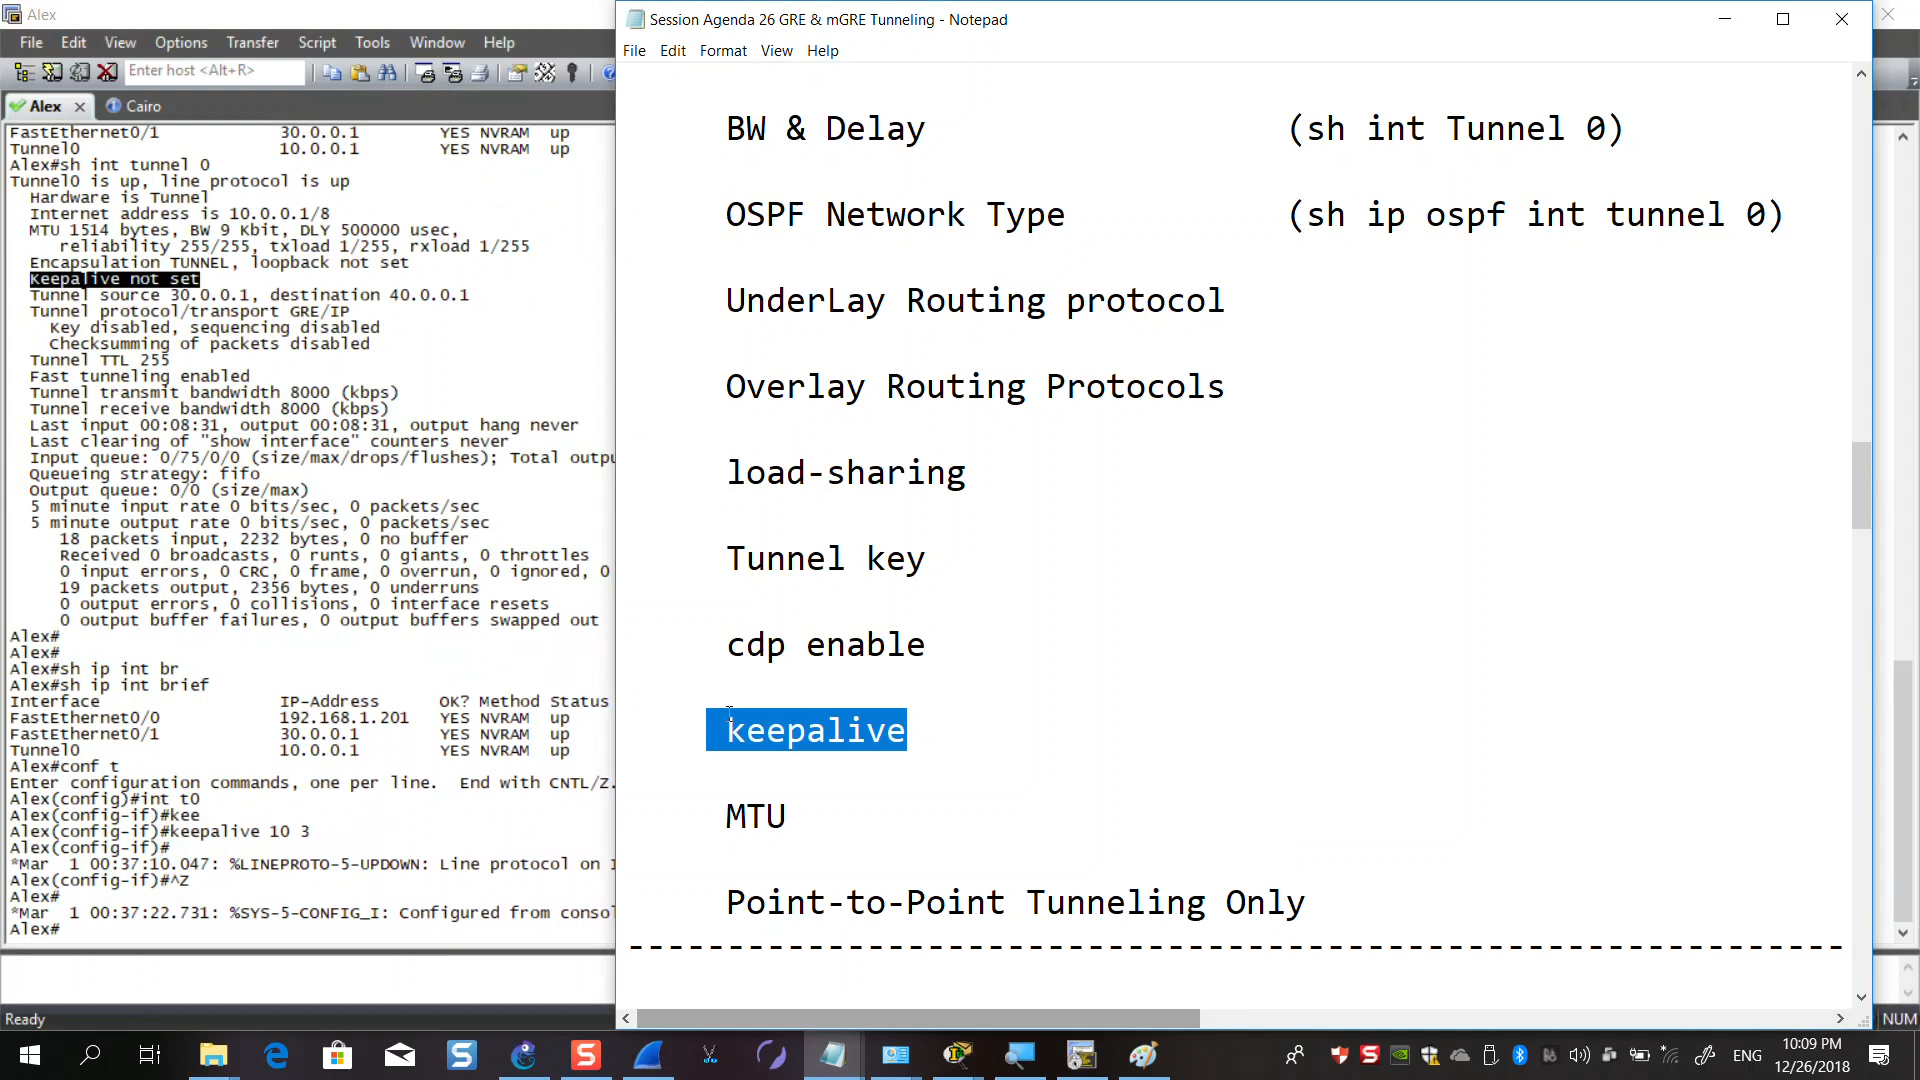 Alex
File Edit View Options Transfer Script Tools Window Help
Enter host <Alt+R>
Alex Cairo
FastEthernet0/1 30.0.0.1 YES NVRAM up
Tunnel0 10.0.0.1 YES NVRAM up
Alex#sh int tunnel 0
Tunnel0 is up, line protocol is up
Hardware is Tunnel
Internet address is 10.0.0.1/8
MTU 1514 bytes, BW 9 Kbit, DLY 500000 usec,
reliability 255/255, txload 1/255, rxload 1/255
Encapsulation TUNNEL, loopback not set
Keepalive not set
Tunnel source 30.0.0.1, destination 40.0.0.1
Tunnel protocol/transport GRE/IP
Key disabled, sequencing disabled
Checksumming of packets disabled
Tunnel TTL 255
Fast tunneling enabled
Tunnel transmit bandwidth 8000 (kbps)
Tunnel receive bandwidth 8000 (kbps)
Last input 00:08:31, output 00:08:31, output hang never
Last clearing of "show interface" counters never
Input queue: 0/75/0/0 (size/max/drops/flushes); Total outpu
Queueing strategy: fifo
Output queue: 0/0 (size/max)
5 minute input rate 0 bits/sec, 0 packets/sec
5 minute output rate 0 bits/sec, 0 packets/sec
18 packets input, 2232 bytes, 0 no buffer
Received 0 broadcasts, 0 runts, 0 giants, 0 throttles
0 input errors, 0 CRC, 0 frame, 0 overrun, 0 ignored, 0
19 packets output, 2356 bytes, 0 underruns
0 output errors, 0 collisions, 0 interface resets
0 output buffer failures, 0 output buffers swapped out
Alex#
Alex#
Alex#sh ip int br
Alex#sh ip int brief
Interface IP-Address OK? Method Status
FastEthernet0/0 192.168.1.201 YES NVRAM up
FastEthernet0/1 30.0.0.1 YES NVRAM up
Tunnel0 10.0.0.1 YES NVRAM up
Alex#conf t
Enter configuration commands, one per line. End with CNTL/Z.
Alex(config)#int t0
Alex(config-if)#kee
Alex(config-if)#keepalive 10 3
Alex(config-if)#
*Mar 1 00:37:10.047: %LINEPROTO-5-UPDOWN: Line protocol on
Alex(config-if)#^Z
Alex#
*Mar 1 00:37:22.731: %SYS-5-CONFIG_I: Configured from consol
Alex#
Ready
Session Agenda 26 GRE & mGRE Tunneling - Notepad
File Edit Format View Help
BW & Delay (sh int Tunnel 0)
OSPF Network Type (sh ip ospf int tunnel 0)
UnderLay Routing protocol
Overlay Routing Protocols
load-sharing
Tunnel key
cdp enable
keepalive
MTU
Point-to-Point Tunneling Only
-------------------------------------------------------------
NUM
ENG
10:09 PM
12/26/2018